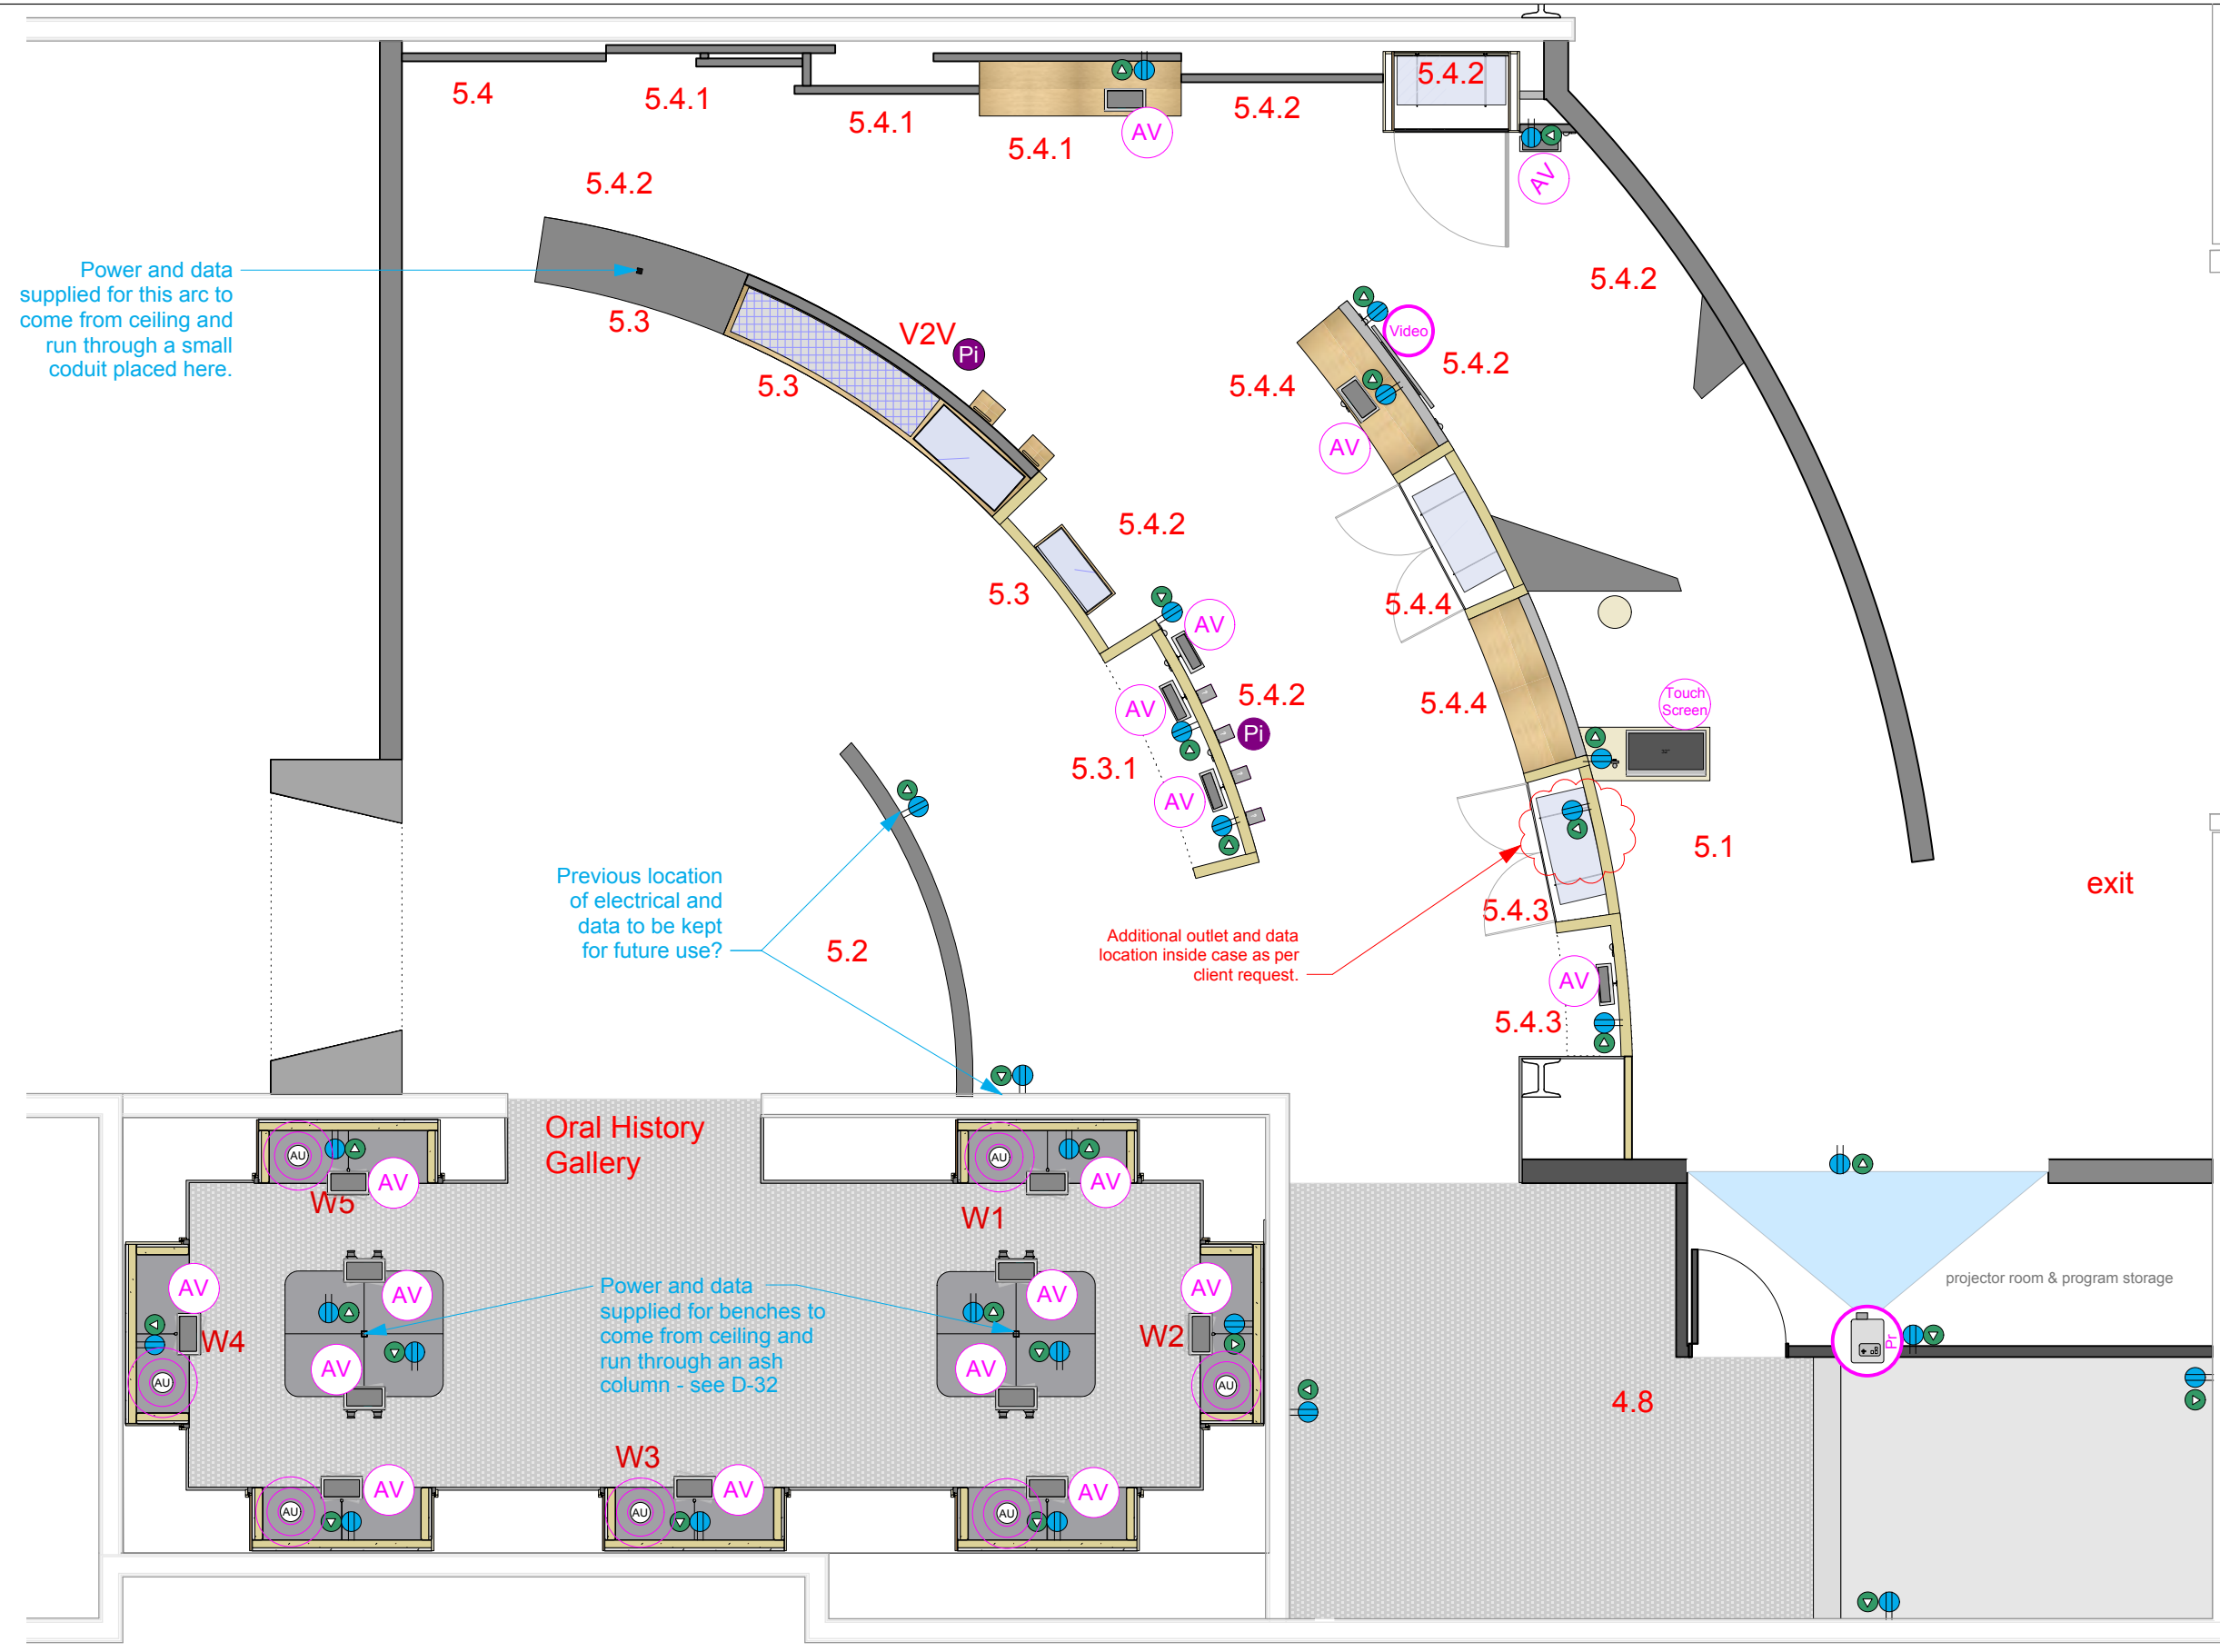 5.4
5.4.1
5.4.1
5.4.1
AV
5.4.2
5.4.2
AV
5.4.2
Power and data
supplied for this arc to
come from ceiling and
run through a small
coduit placed here.
5.3
5.4.2
V2V
Pi
5.3
Video
5.4.2
5.4.4
AV
5.4.2
5.3
5.4.4
AV
AV
5.4.2
Pi
5.3.1
AV
5.4.4
Touch
Screen
5.1
exit
Previous location
of electrical and
data to be kept
for future use?
5.2
Additional outlet and data
location inside case as per
client request.
5.4.3
AV
5.4.3
Oral History
Gallery
AU
AV
W5
AU
AV
W1
AV
W4
AU
AV
AV
Power and data
supplied for benches to
come from ceiling and
run through an ash
column - see D-32
AV
AV
AV
W2
AU
projector room & program storage
Pr
4.8
W3
AU
AV
AU
AV
AU
AV